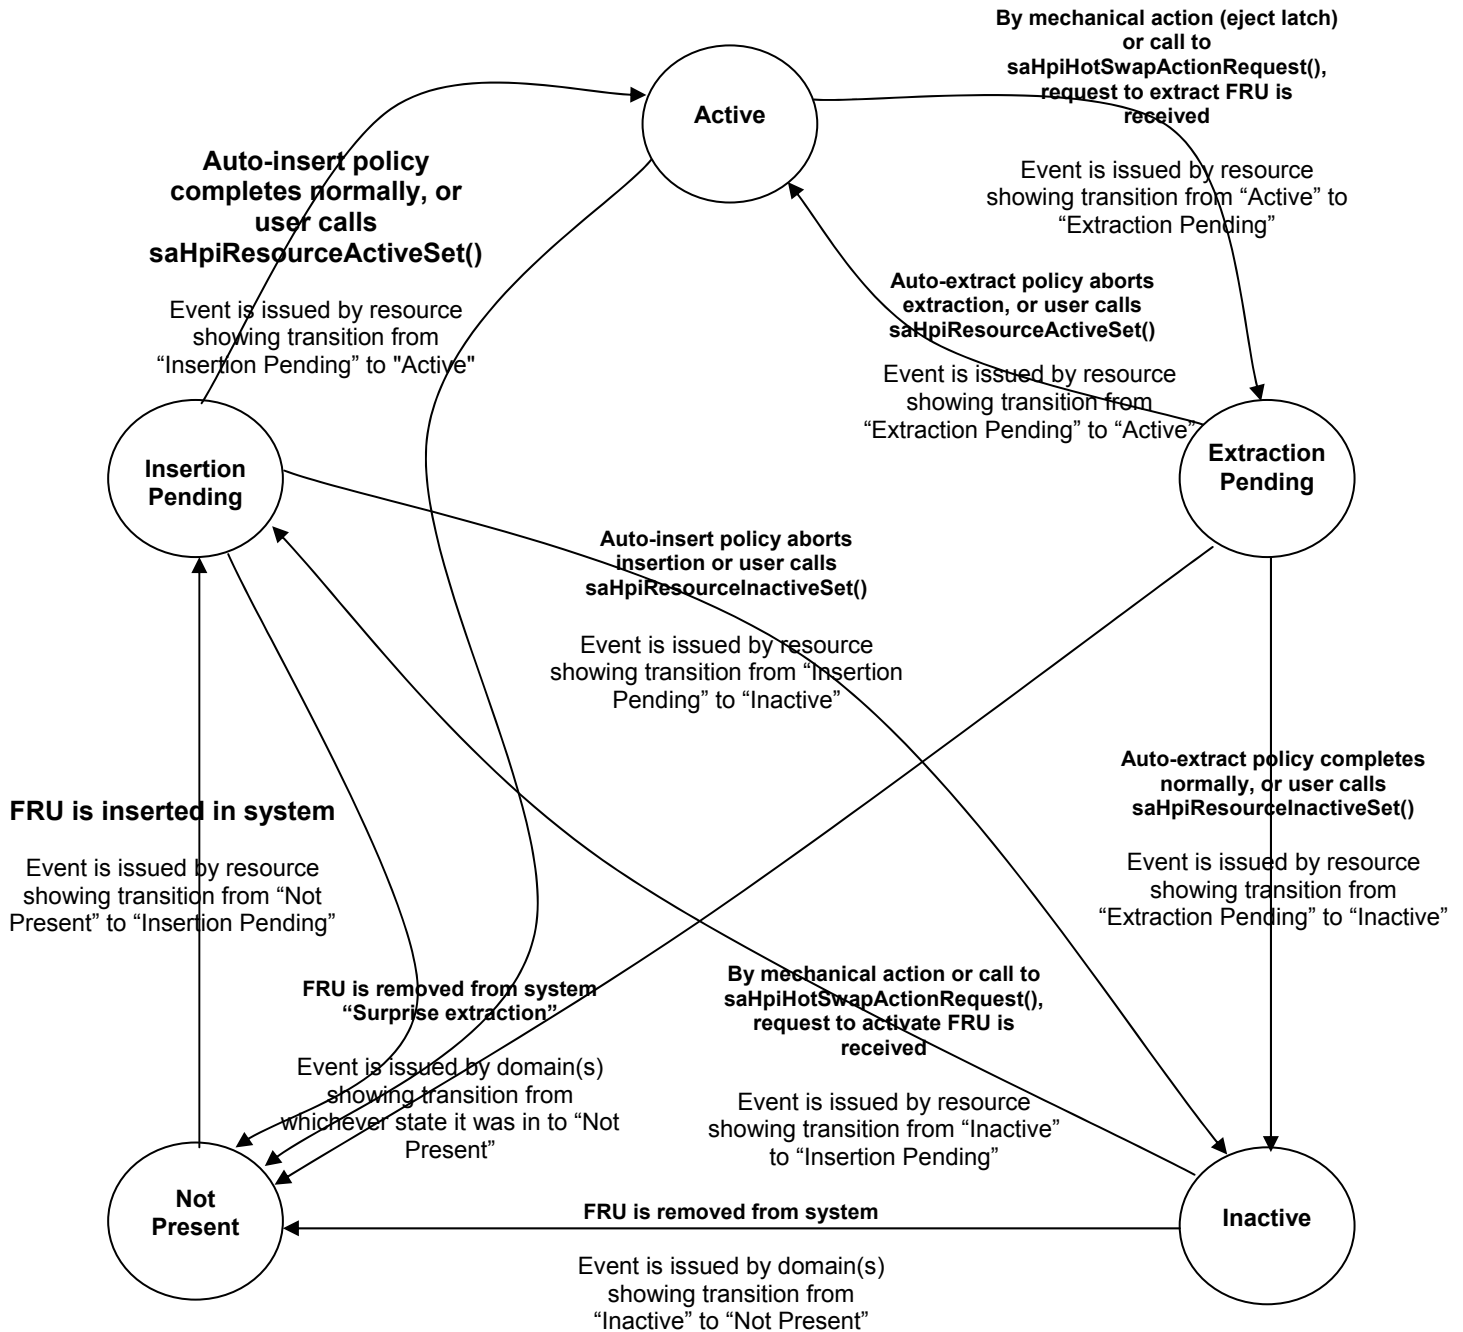 By mechanical action (eject latch)
or call to
saHpiHotSwapActionRequest(),
request to extract FRU is
received
Active
Event is issued by resource
showing transition from “Active” to
“Extraction Pending”
Auto-insert policy
completes normally, or
user calls
saHpiResourceActiveSet()
Event is issued by resource
showing transition from
“Insertion Pending” to "Active"
Auto-extract policy aborts
extraction, or user calls
saHpiResourceActiveSet()
Event is issued by resource
showing transition from
“Extraction Pending” to “Active”
Insertion
Pending
Extraction
Pending
Auto-insert policy aborts
insertion or user calls
saHpiResourceInactiveSet()
Event is issued by resource
showing transition from “Insertion
Pending” to “Inactive”
Auto-extract policy completes
normally, or user calls
saHpiResourceInactiveSet()
Event is issued by resource
showing transition from
“Extraction Pending” to “Inactive”
FRU is inserted in system
Event is issued by resource
showing transition from “Not
Present” to “Insertion Pending”
FRU is removed from system
“Surprise extraction”
Event is issued by domain(s)
showing transition from
whichever state it was in to “Not
Present”
By mechanical action or call to
saHpiHotSwapActionRequest(),
request to activate FRU is
received
Event is issued by resource
showing transition from “Inactive”
to “Insertion Pending”
Not
Present
FRU is removed from system
Event is issued by domain(s)
showing transition from
“Inactive” to “Not Present”
Inactive